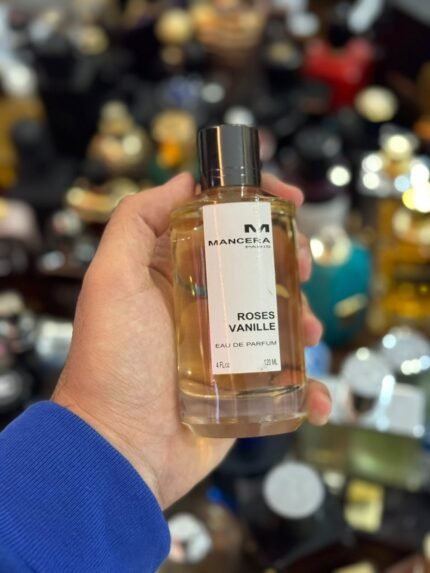 M
MANCERA
PARIS
ROSES
VANILLE
EAU DE PARFUM
4 Fl.oz 120 ML